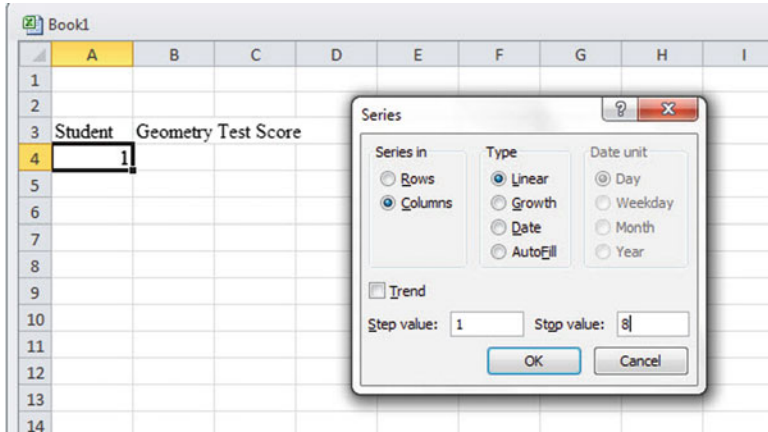 Book1
A B C D E F G H I
1
2
3 Student Geometry Test Score
4 1
5
6
7
8
9
10
11
12
13
14
Series
Series in Type Date unit
Rows Linear Day
Columns Growth Weekday
Date Month
AutoFill Year
Trend
Step value: 1 Stop value: 8
OK Cancel